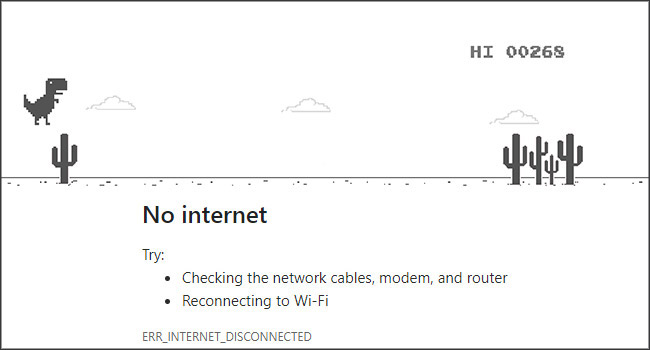 HI 00268
No internet
Try:
• Checking the network cables, modem, and router
• Reconnecting to Wi-Fi
ERR_INTERNET_DISCONNECTED